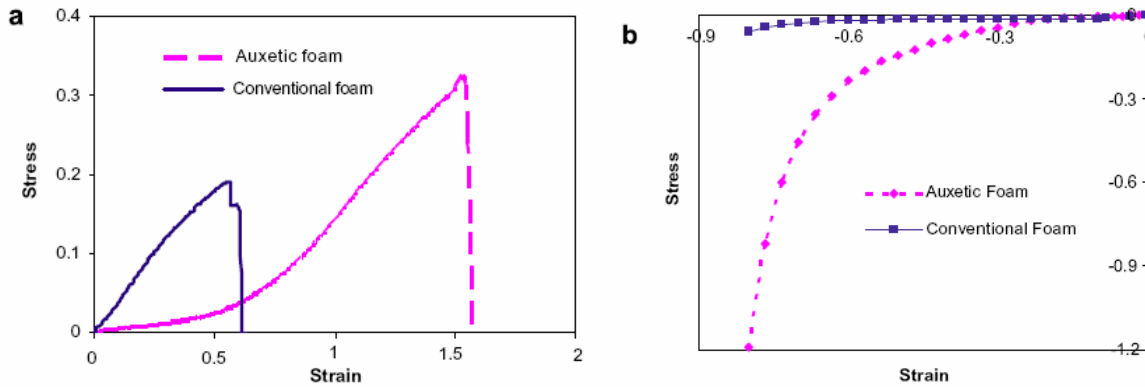 a
0.4
0.3
0.2
0.1
0
Stress
Auxetic foam
Conventional foam
0
0.5
1
1.5
2
Strain
b
-0.9
-0.6
-0.3
0
-0.3
-0.6
-0.9
-1.2
Stress
Auxetic Foam
Conventional Foam
Strain